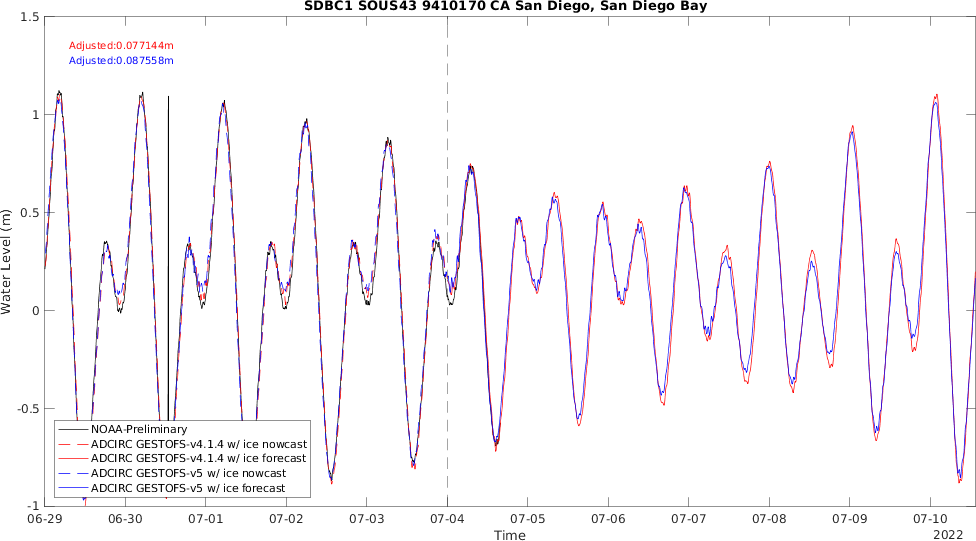 SDBC1 SOUS43 9410170 CA San Diego, San Diego Bay
1.5
1
0.5
0
-0.5
-1
Water Level (m)
Adjusted:0.077144m
Adjusted:0.087558m
NOAA-Preliminary
ADCIRC GESTOFS-v4.1.4 w/ ice nowcast
ADCIRC GESTOFS-v4.1.4 w/ ice forecast
ADCIRC GESTOFS-v5 w/ ice nowcast
ADCIRC GESTOFS-v5 w/ ice forecast
06-29 06-30 07-01 07-02 07-03 07-04 07-05 07-06 07-07 07-08 07-09 07-10
Time
2022